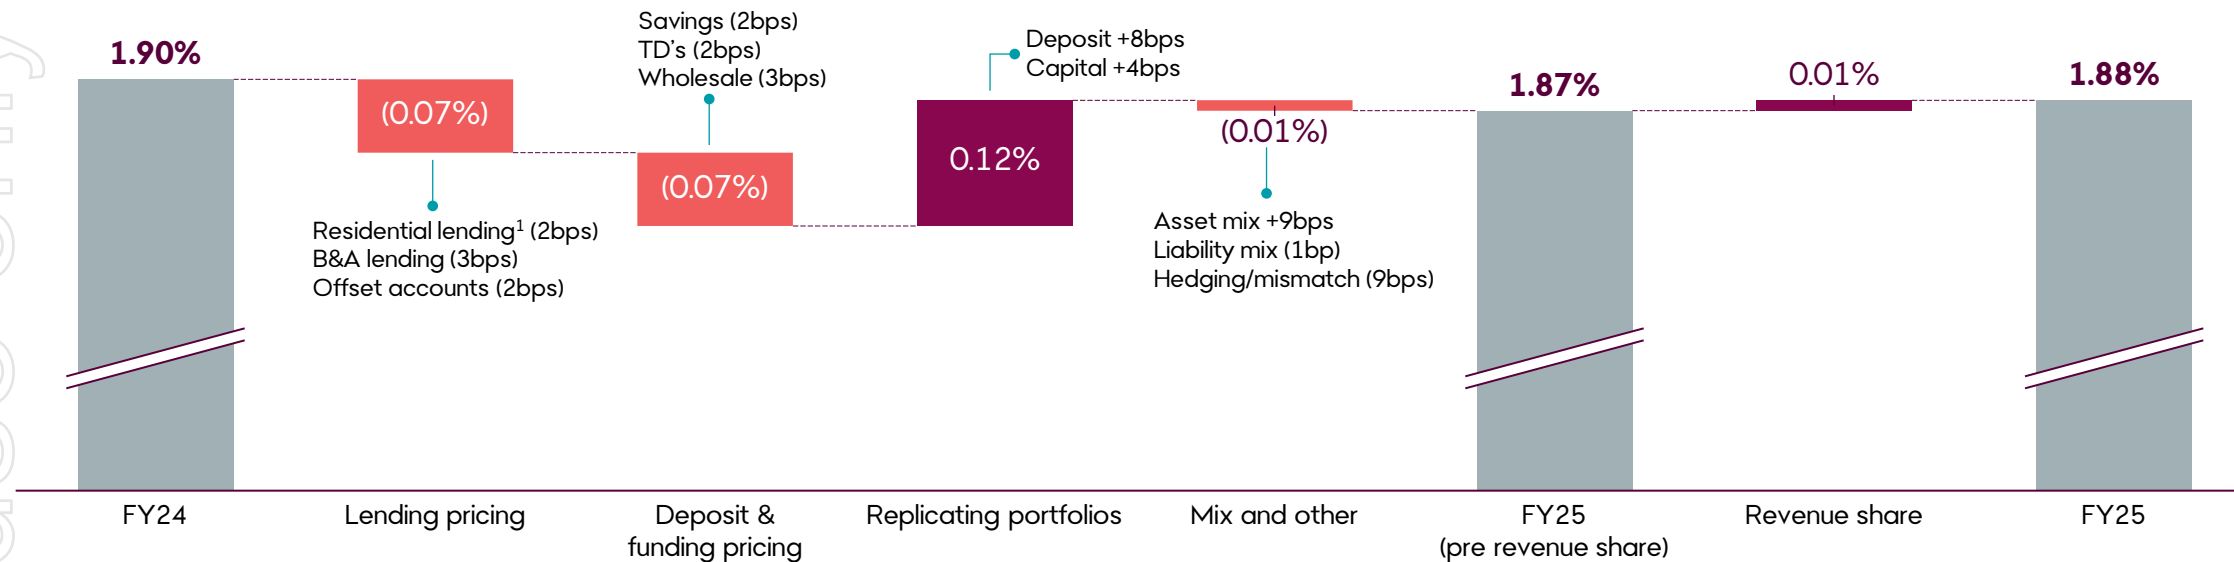 1.90%
(0.07%)
Residential lending¹ (2bps)
B&A lending (3bps)
Offset accounts (2bps)
Savings (2bps)
TD's (2bps)
Wholesale (3bps)
(0.07%)
0.12%
Deposit +8bps
Capital +4bps
(0.01%)
Asset mix +9bps
Liability mix (1bp)
Hedging/mismatch (9bps)
1.87%
0.01%
1.88%
FY24
Lending pricing
Deposit &
funding pricing
Replicating portfolios
Mix and other
FY25
(pre revenue share)
Revenue share
FY25